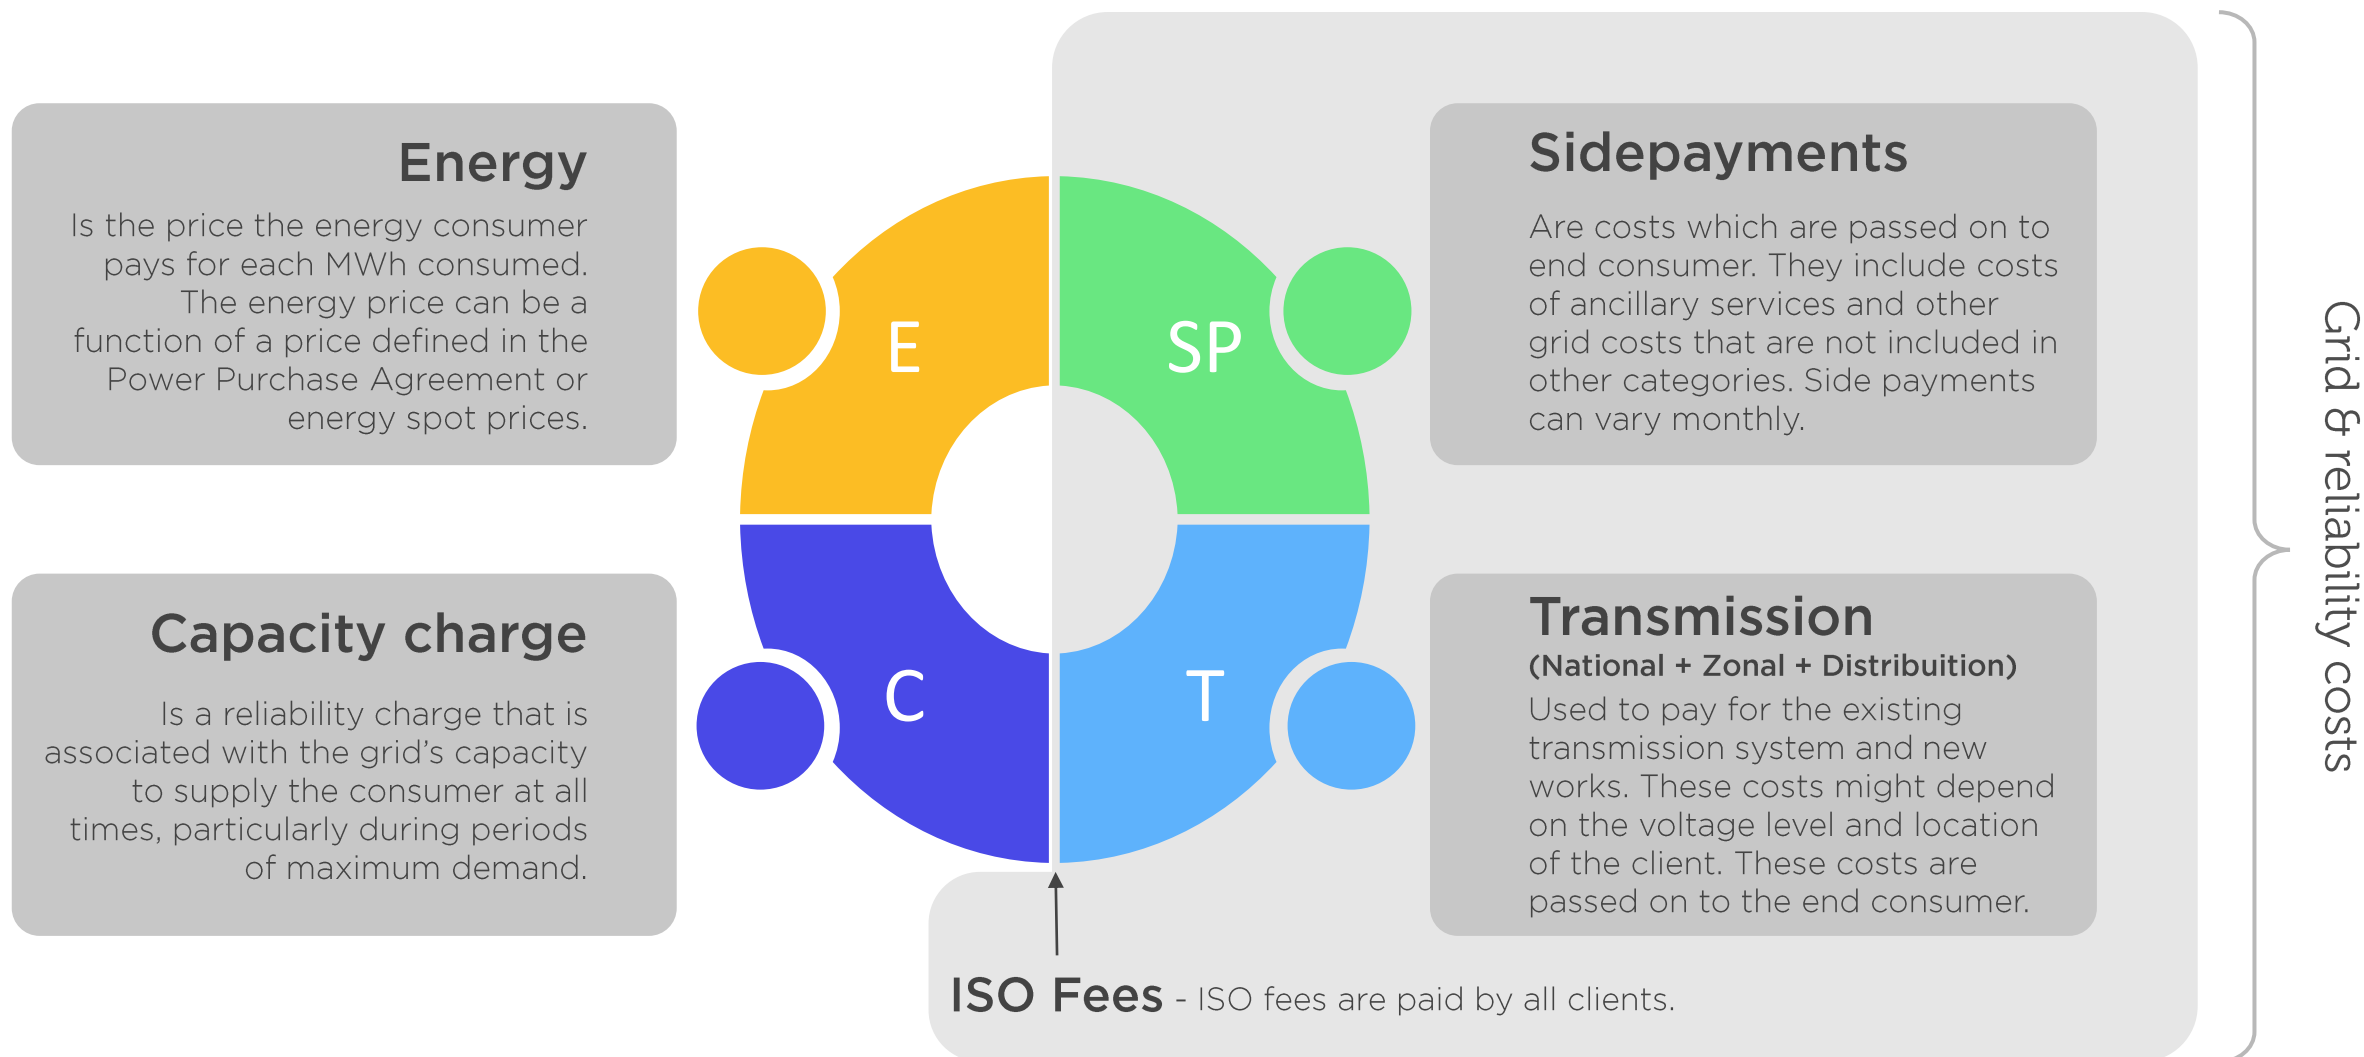 Energy
Is the price the energy consumer
pays for each MWh consumed.
The energy price can be a
function of a price defined in the
Power Purchase Agreement or
energy spot prices.
E
SP
Sidepayments
Are costs which are passed on to
end consumer. They include costs
of ancillary services and other
grid costs that are not included in
other categories. Side payments
can vary monthly.
Capacity charge
Is a reliability charge that is
associated with the grid’s capacity
to supply the consumer at all
times, particularly during periods
of maximum demand.
C
T
Transmission
(National + Zonal + Distribuition)
Used to pay for the existing
transmission system and new
works. These costs might depend
on the voltage level and location
of the client. These costs are
passed on to the end consumer.
ISO Fees - ISO fees are paid by all clients.
Grid & reliability costs